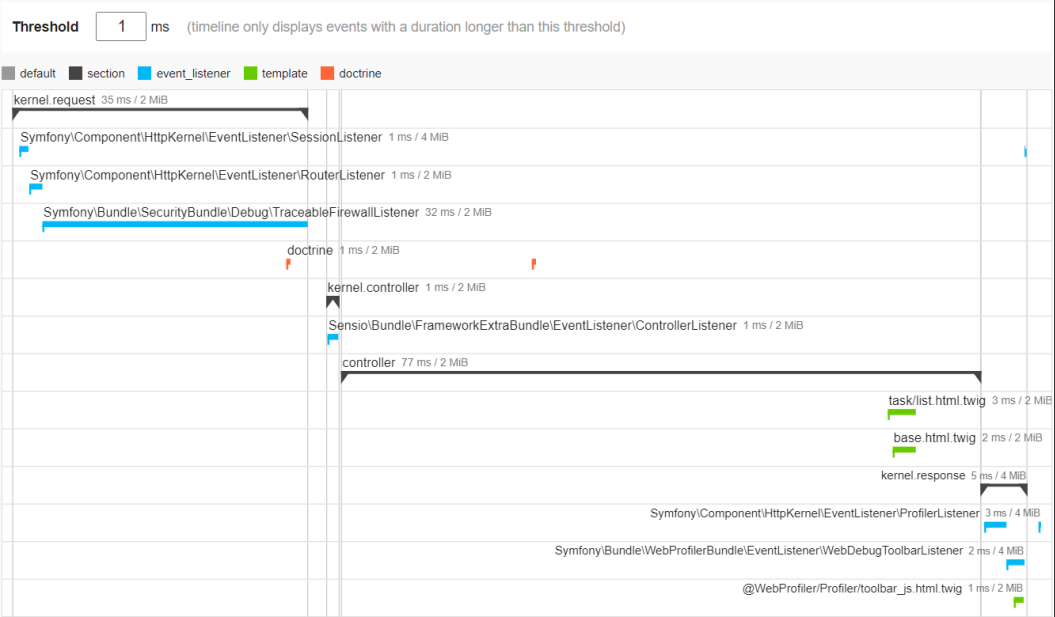 Threshold 1 ms (timeline only displays events with a duration longer than this threshold)
default section event_listener template doctrine
kernel.request 35 ms / 2 MiB
Symfony\Component\HttpKernel\EventListener\SessionListener 1 ms / 4 MiB
Symfony\Component\HttpKernel\EventListener\RouterListener 1 ms / 2 MiB
Symfony\Bundle\SecurityBundle\Debug\TraceableFirewallListener 32 ms / 2 MiB
doctrine 1 ms / 2 MiB
kernel.controller 1 ms / 2 MiB
Sensio\Bundle\FrameworkExtraBundle\EventListener\ControllerListener 1 ms / 2 MiB
controller 77 ms / 2 MiB
task/list.html.twig 3 ms / 2 MiB
base.html.twig 2 ms / 2 MiB
kernel.response 5 ms / 4 MiB
Symfony\Component\HttpKernel\EventListener\ProfilerListener 3 ms / 4 MiB
Symfony\Bundle\WebProfilerBundle\EventListener\WebDebugToolbarListener 2 ms / 4 MiB
@WebProfiler/Profiler/toolbar_js.html.twig 1 ms / 2 MiB